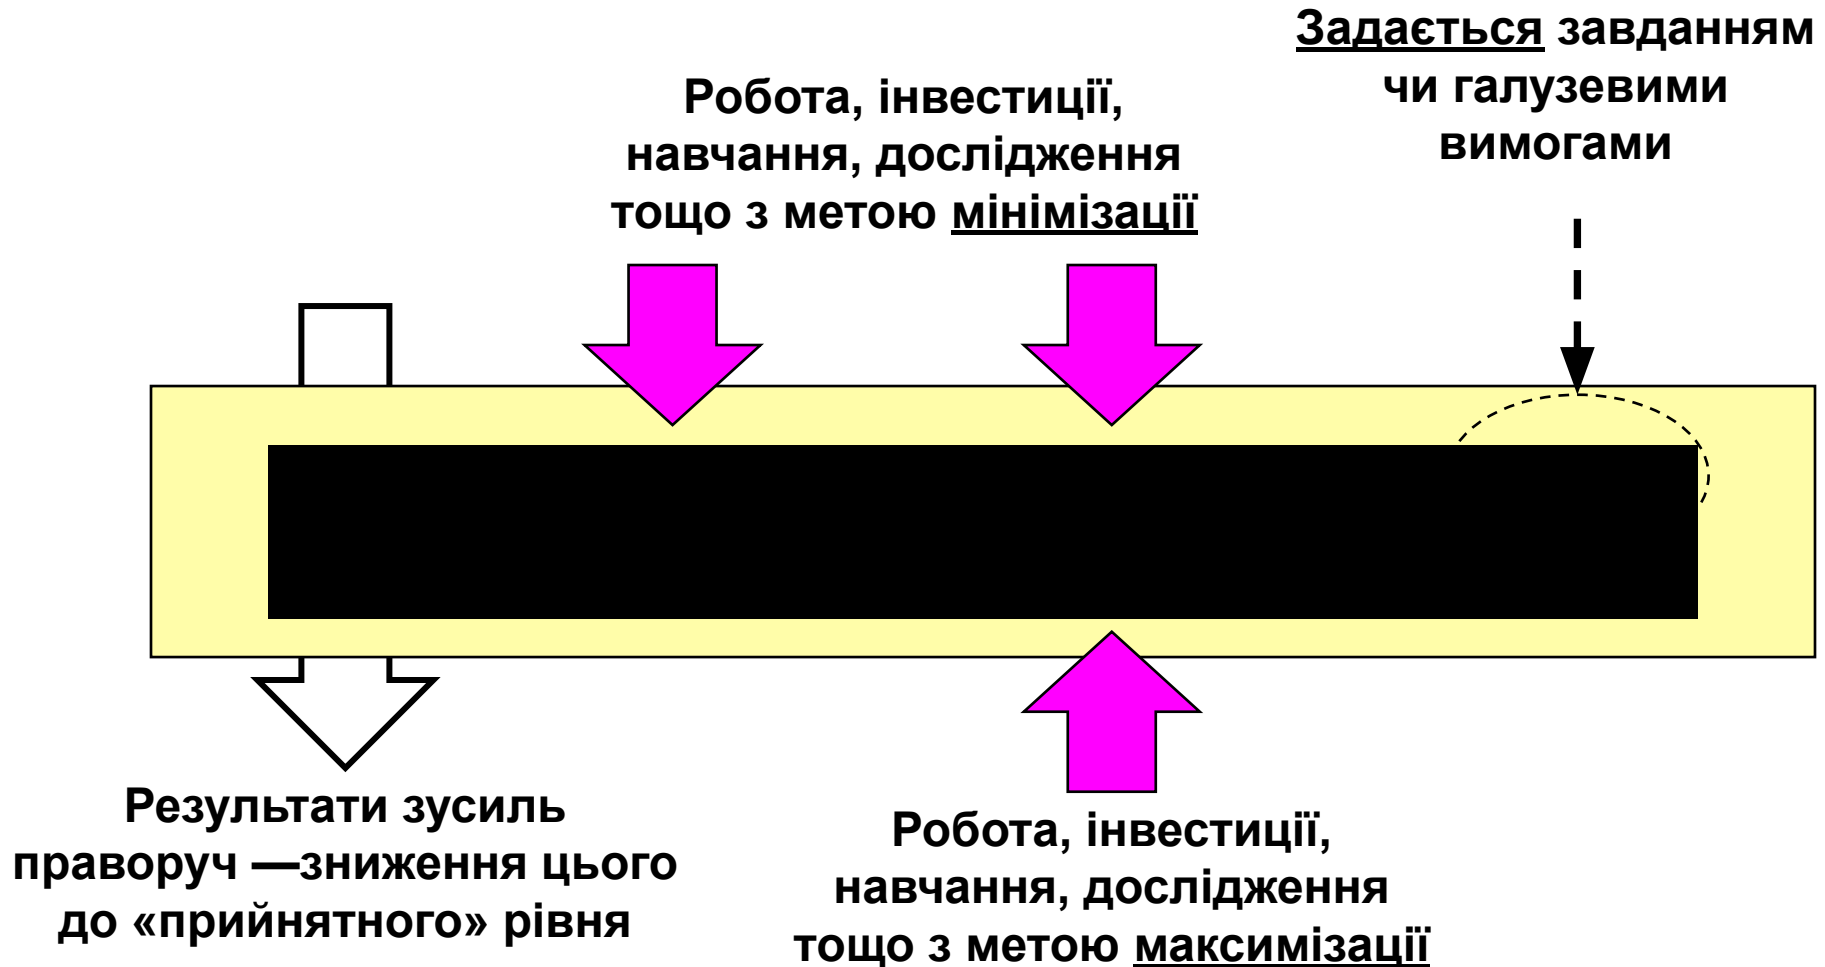 Задається завданням
чи галузевими
вимогами
Робота, інвестиції,
навчання, дослідження
тощо з метою мінімізації
Результати зусиль
праворуч —зниження цього
до «прийнятного» рівня
Робота, інвестиції,
навчання, дослідження
тощо з метою максимізації